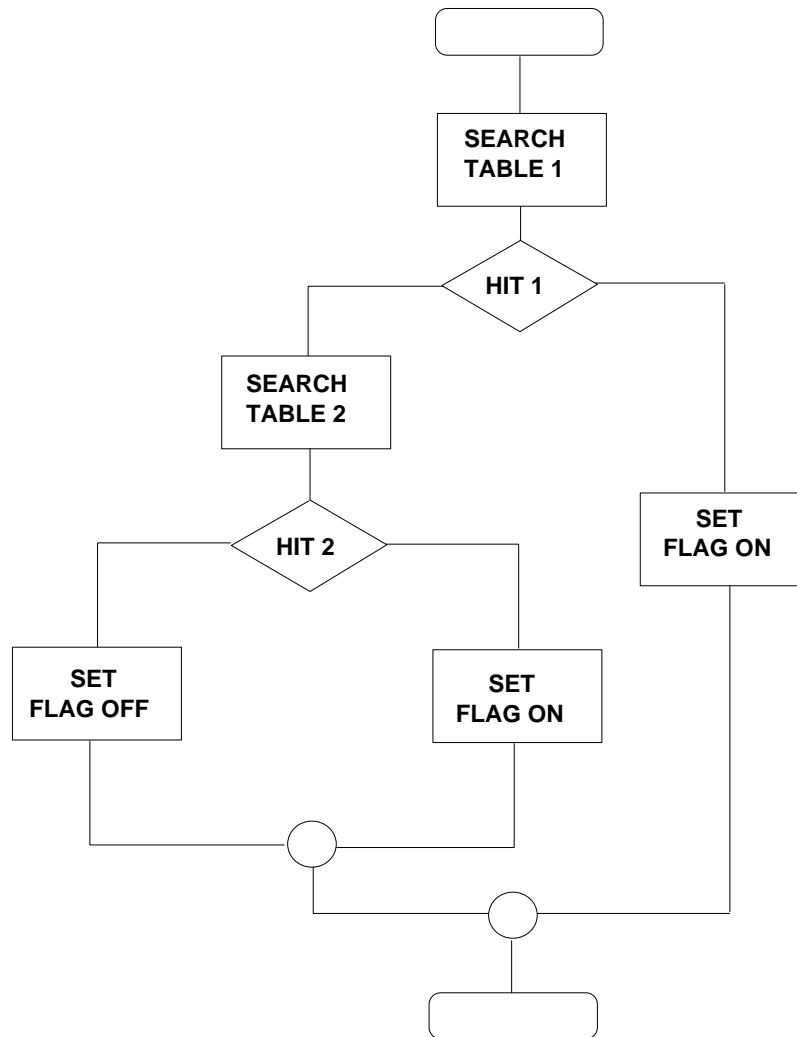 SEARCH
TABLE 1
HIT 1
SEARCH
TABLE 2
HIT 2
SET
FLAG ON
SET
FLAG OFF
SET
FLAG ON